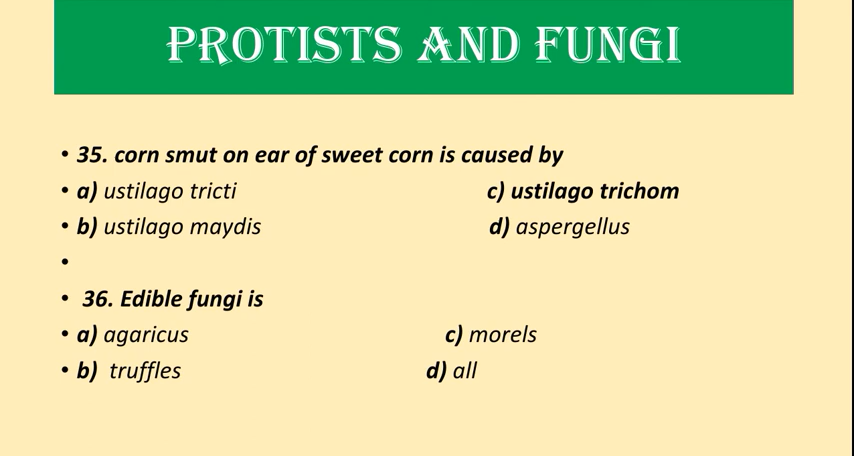 PROTISTS AND FUNGI
• 35. corn smut on ear of sweet corn is caused by
• a) ustilago tricti c) ustilago trichom
• b) ustilago maydis d) aspergellus
•
• 36. Edible fungi is
• a) agaricus c) morels
• b) truffles d) all